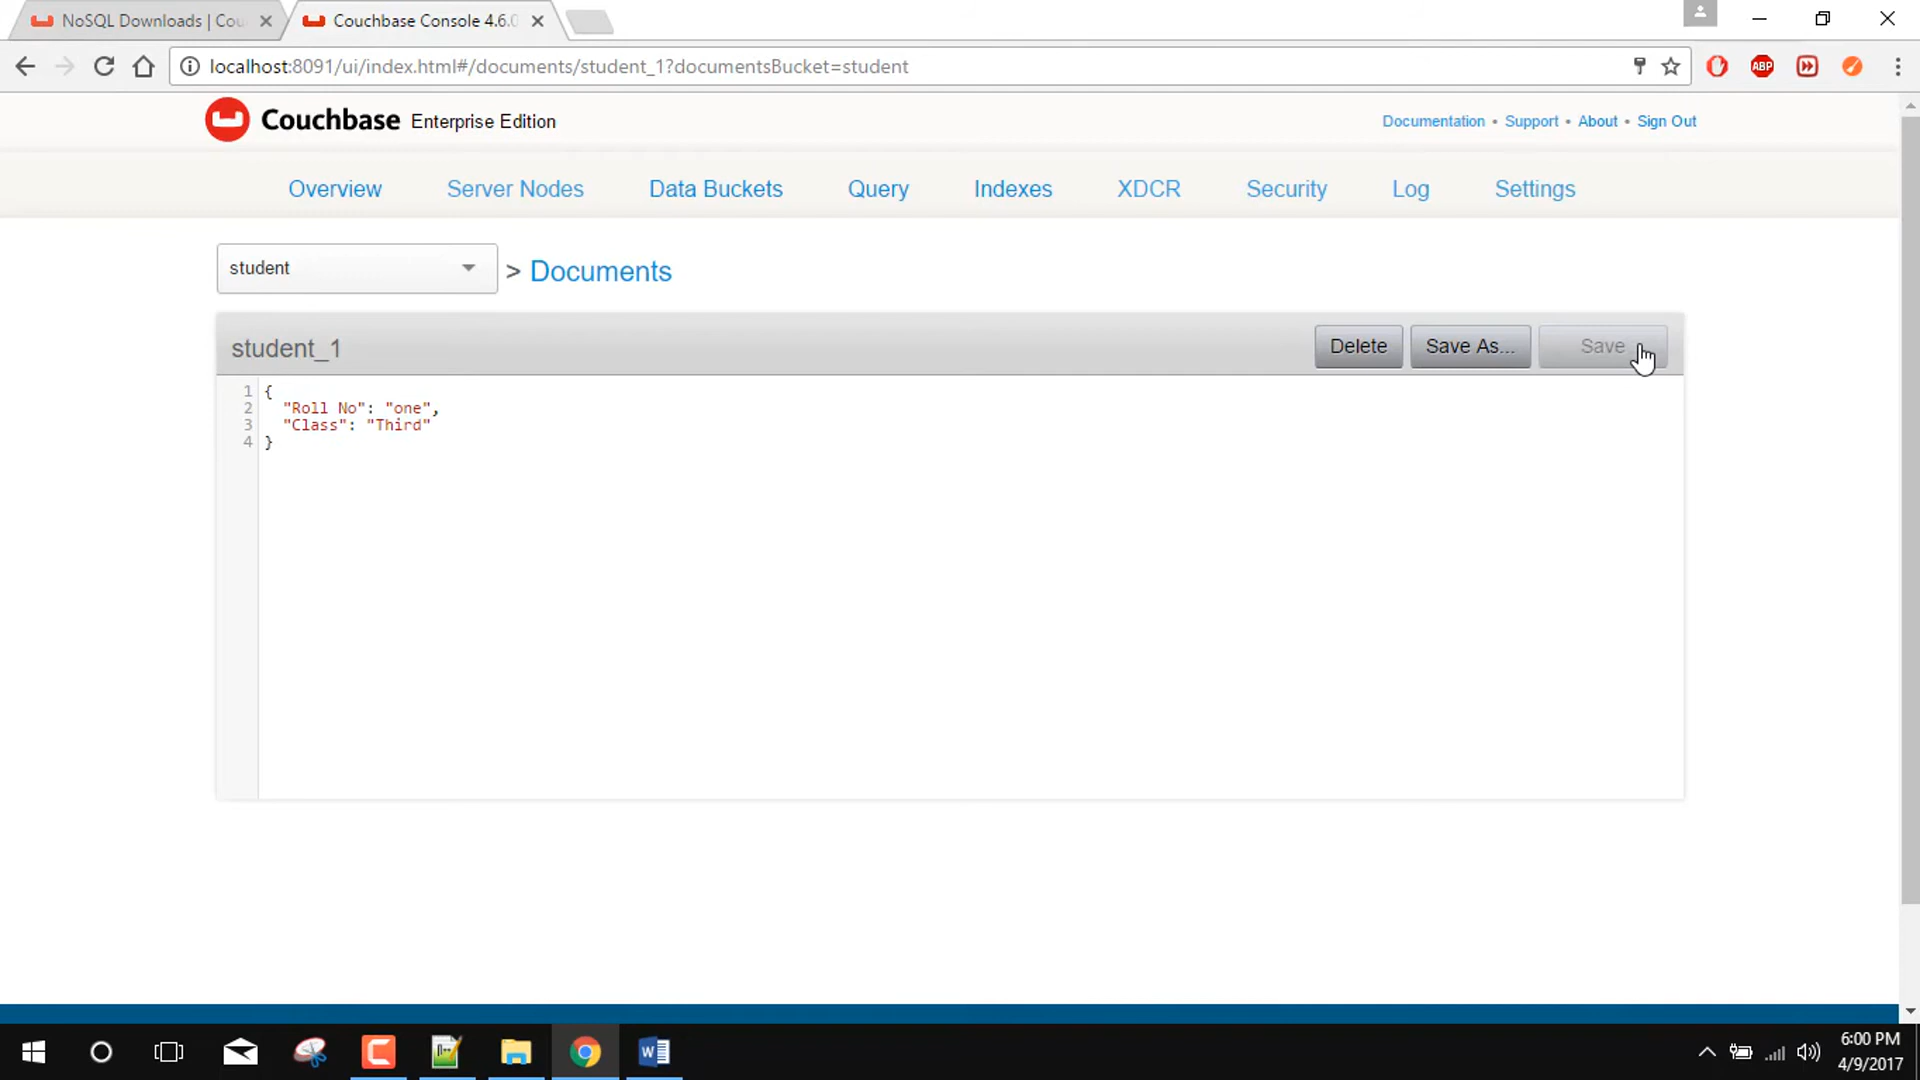 NoSQL Downloads | Cou
Couchbase Console 4.6.0
localhost:8091/ui/index.html#/documents/student_1?documentsBucket=student
ABP
Couchbase Enterprise Edition
Documentation • Support • About • Sign Out
Overview Server Nodes Data Buckets Query Indexes XDCR Security Log Settings
student > Documents
student_1 Delete Save As... Save
1 {
2 "Roll No": "one",
3 "Class": "Third"
4 }
6:00 PM
4/9/2017